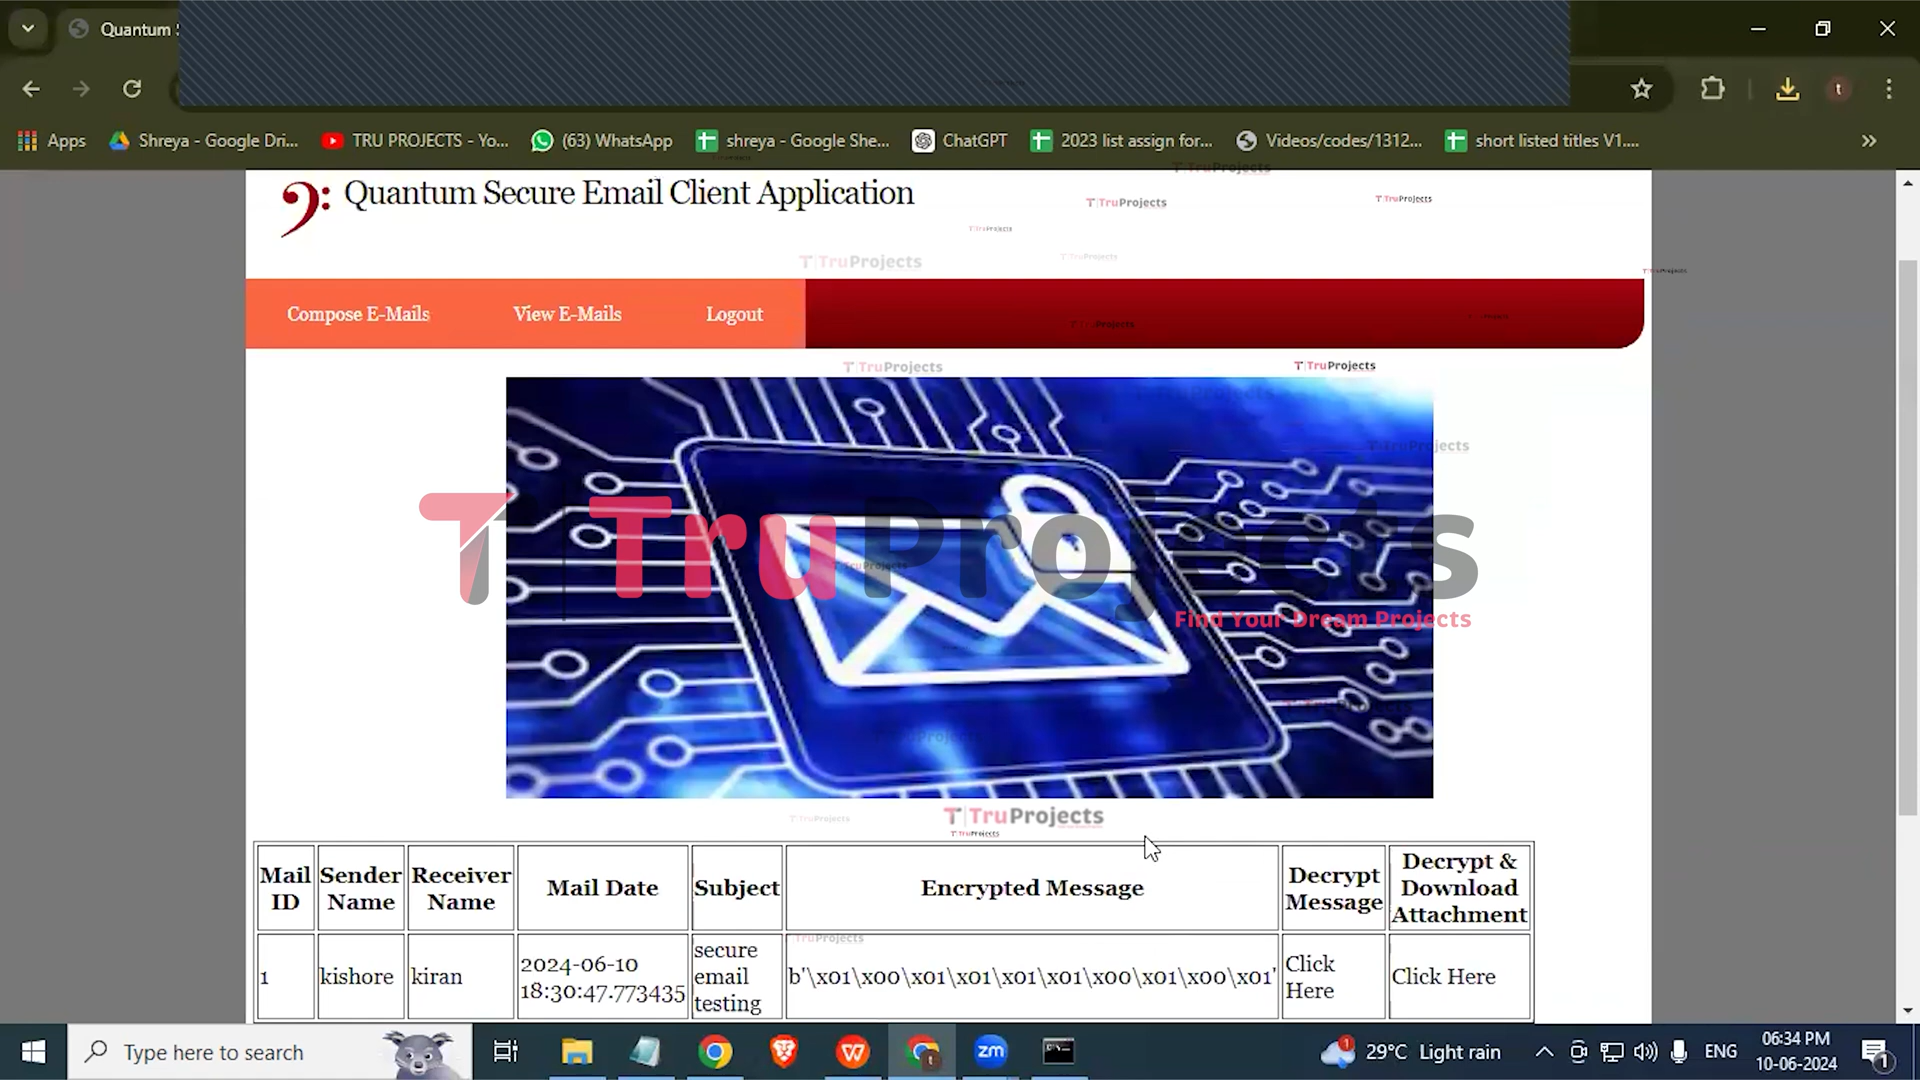 Quantum S
Apps
Shreya - Google Dri...
TRU PROJECTS - Yo...
(63) WhatsApp
shreya - Google She...
ChatGPT
2023 list assign for...
Videos/codes/1312...
short listed titles V1....
»
Quantum Secure Email Client Application
Compose E-Mails
View E-Mails
Logout
TruProjects
Find Your Dream Projects
TruProjects
Mail ID
Sender Name
Receiver Name
Mail Date
Subject
Encrypted Message
Decrypt Message
Decrypt & Download Attachment
1
kishore
kiran
2024-06-10
18:30:47.773435
secure
email
testing
b'\x01\x00\x01\x01\x01\x01\x00\x01\x00\x01'
Click
Here
Click Here
Type here to search
29°C Light rain
ENG
06:34 PM
10-06-2024